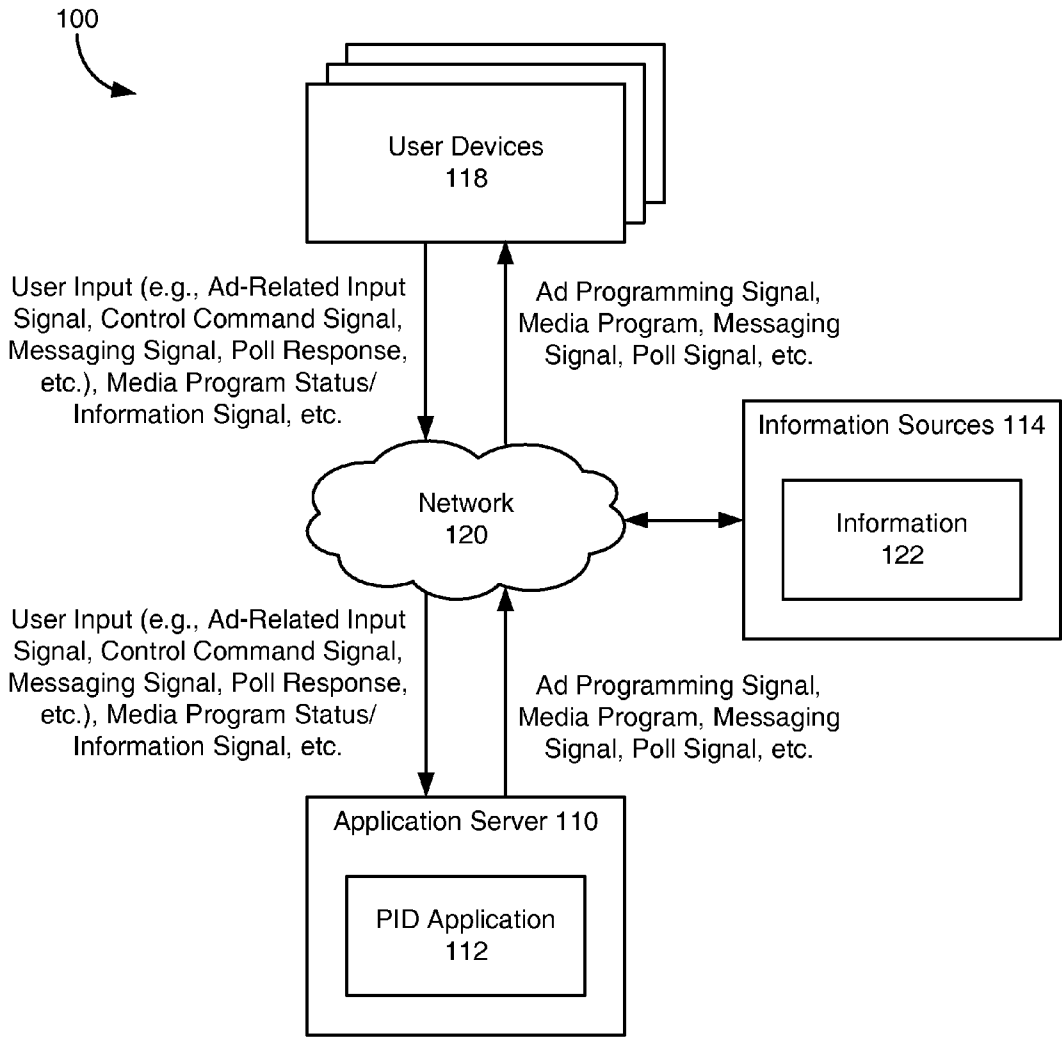 100
User Devices
118
User Input (e.g., Ad-Related Input
Signal, Control Command Signal,
Messaging Signal, Poll Response,
etc.), Media Program Status/
Information Signal, etc.
Ad Programming Signal,
Media Program, Messaging
Signal, Poll Signal, etc.
Information Sources 114
Information
122
Network
120
User Input (e.g., Ad-Related Input
Signal, Control Command Signal,
Messaging Signal, Poll Response,
etc.), Media Program Status/
Information Signal, etc.
Ad Programming Signal,
Media Program, Messaging
Signal, Poll Signal, etc.
Application Server 110
PID Application
112